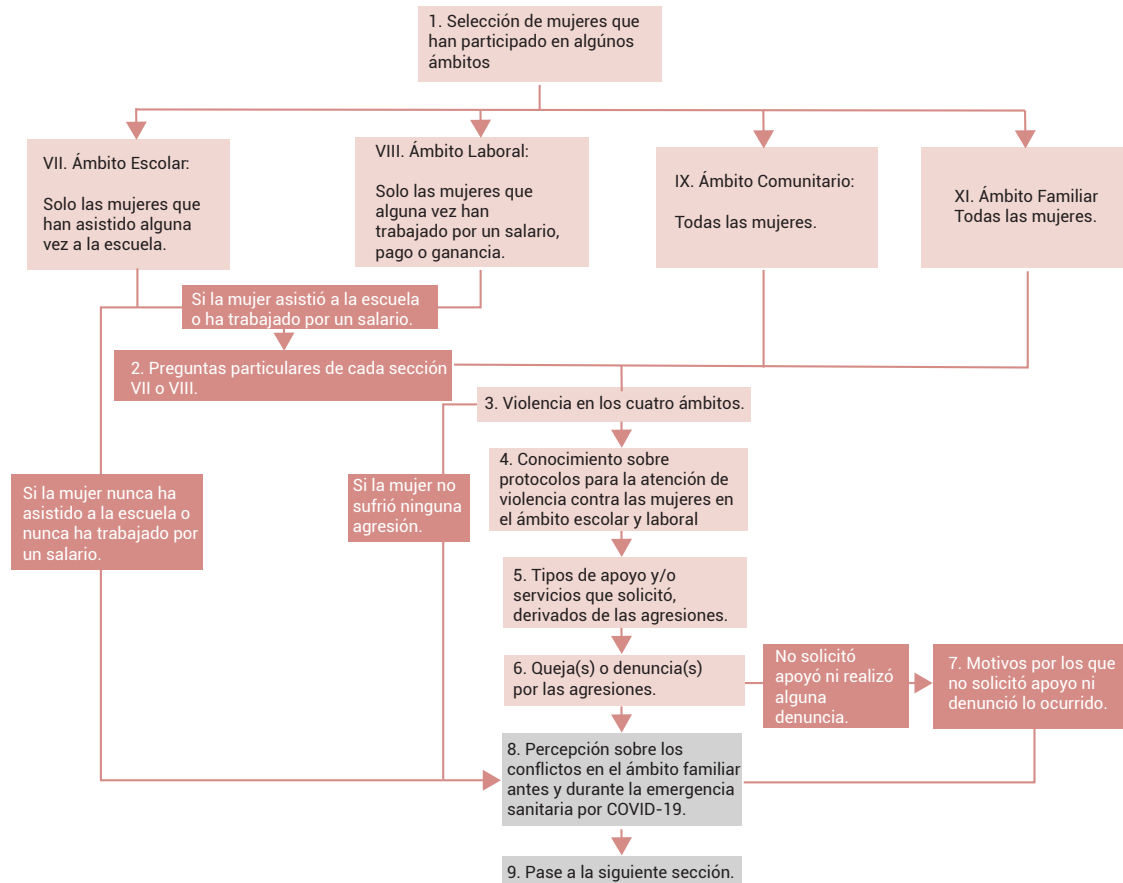 1. Selección de mujeres que
han participado en algúnos
ámbitos
VII. Ámbito Escolar:
Solo las mujeres que
han asistido alguna
vez a la escuela.
VIII. Ámbito Laboral:
Solo las mujeres que
alguna vez han
trabajado por un salario,
pago o ganancia.
IX. Ámbito Comunitario:
Todas las mujeres.
XI. Ámbito Familiar
Todas las mujeres.
Si la mujer asistió a la escuela
o ha trabajado por un salario.
2. Preguntas particulares de cada sección
VII o VIII.
3. Violencia en los cuatro ámbitos.
Si la mujer nunca ha
asistido a la escuela o
nunca ha trabajado por
un salario.
Si la mujer no
sufrió ninguna
agresión.
4. Conocimiento sobre
protocolos para la atención de
violencia contra las mujeres en
el ámbito escolar y laboral
5. Tipos de apoyo y/o
servicios que solicitó,
derivados de las agresiones.
6. Queja(s) o denuncia(s)
por las agresiones.
No solicitó
apoyó ni realizó
alguna
denuncia.
7. Motivos por los que
no solicitó apoyo ni
denunció lo ocurrido.
8. Percepción sobre los
conflictos en el ámbito familiar
antes y durante la emergencia
sanitaria por COVID-19.
9. Pase a la siguiente sección.